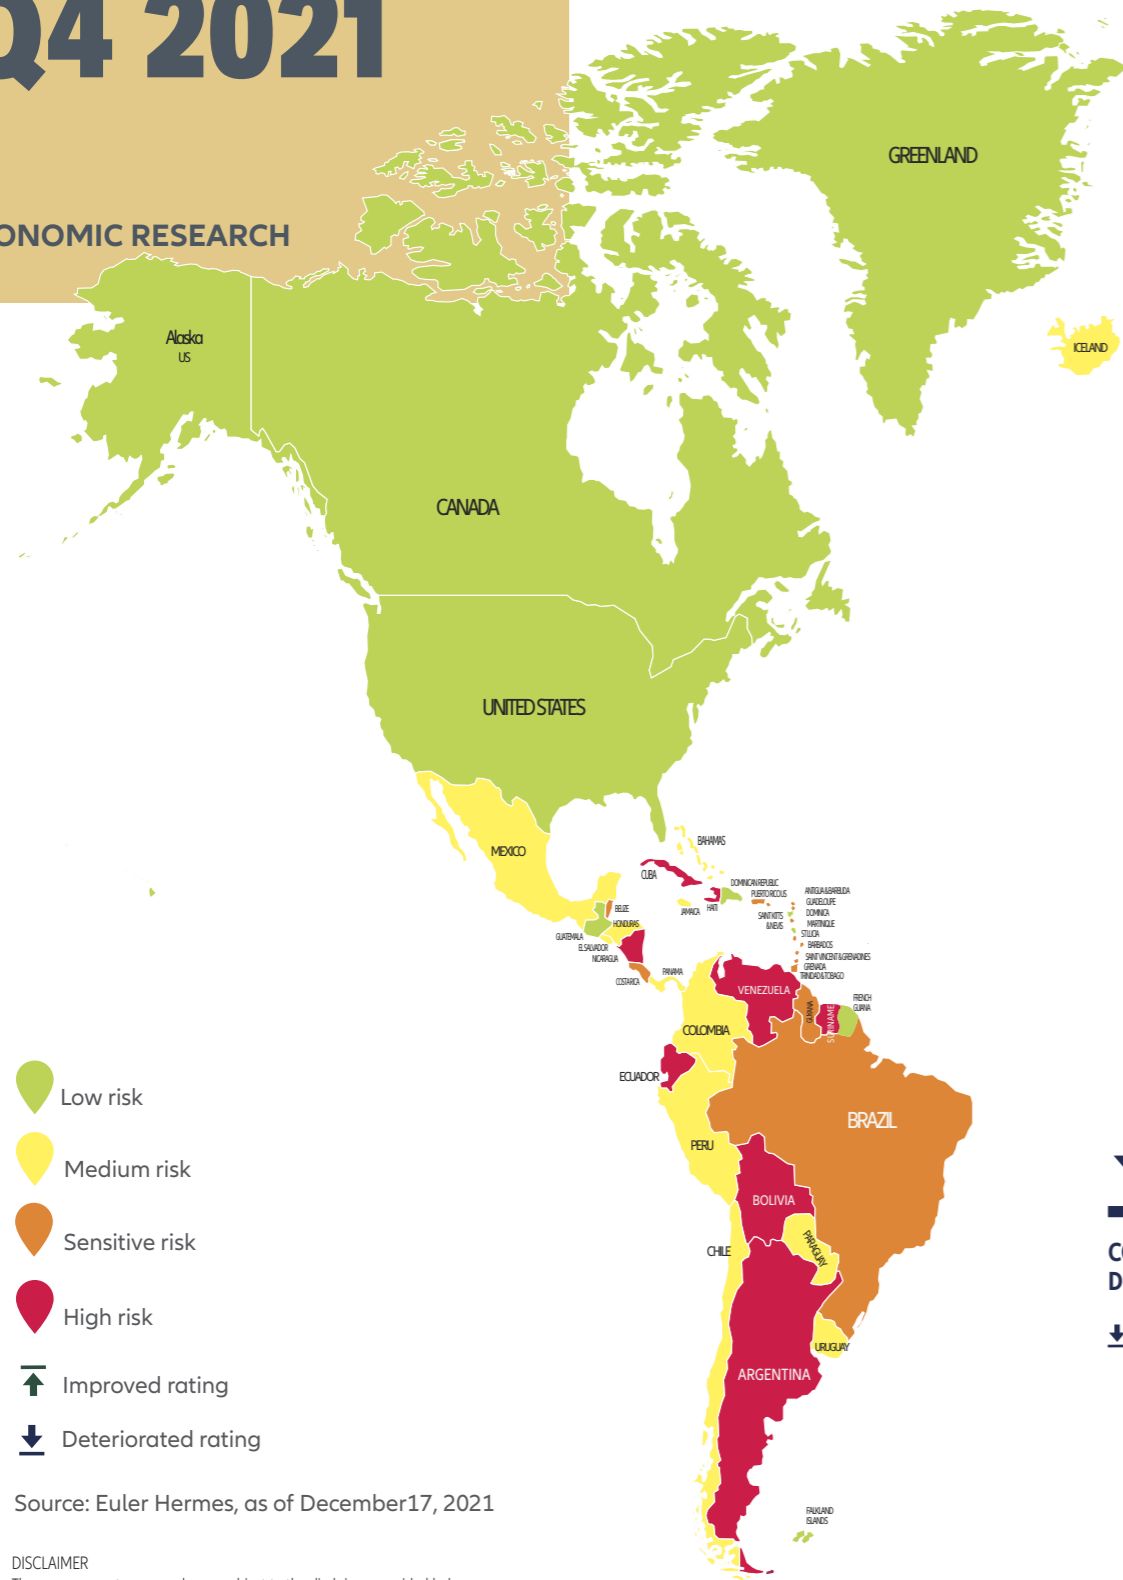 Q4 2021
ONOMIC RESEARCH
GREENLAND
Alaska
US
ICELAND
CANADA
UNITED STATES
MEXICO
BAHAMAS
CUBA
DOMINICAN REPUBLIC
PUERTO RICO US
HAITI
JAMAICA
ANTIGUA & BARBUDA
GUADELOUPE
SAINT KITTS
& NEVIS
DOMINICA
MARTINIQUE
ST LUCIA
BARBADOS
SAINT VINCENT & GRENADINES
GRENADA
TRINIDAD & TOBAGO
BELIZE
HONDURAS
GUATEMALA
EL SALVADOR
NICARAGUA
COSTA RICA
PANAMA
VENEZUELA
GUYANA
SURINAME
FRENCH
GUIANA
COLOMBIA
ECUADOR
BRAZIL
PERU
BOLIVIA
PARAGUAY
CHILE
URUGUAY
ARGENTINA
FALKLAND
ISLANDS
Low risk
Medium risk
Sensitive risk
High risk
Improved rating
Deteriorated rating
Source: Euler Hermes, as of December17, 2021
DISCLAIMER